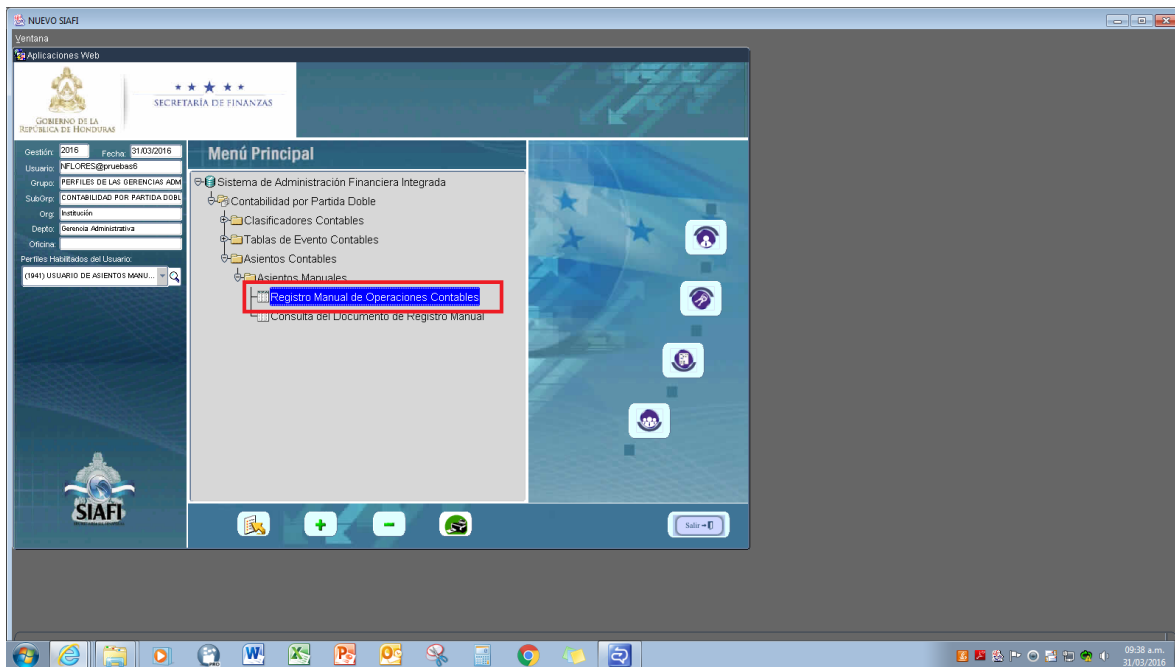 NUEVO SIAFI
Ventana
Aplicaciones Web
GOBIERNO DE LA
REPÚBLICA DE HONDURAS
SECRETARÍA DE FINANZAS
Gestión: 2016 Fecha: 31/03/2016
Usuario: NFLORES@pruebas6
Grupo: PERFILES DE LAS GERENCIAS ADM
SubGrp: CONTABILIDAD POR PARTIDA DOBL
Org: Institución
Depto: Gerencia Administrativa
Oficina:
Perfiles Habilitados del Usuario:
(1941) USUARIO DE ASIENTOS MANU...
Menú Principal
Sistema de Administración Financiera Integrada
Contabilidad por Partida Doble
Clasificadores Contables
Tablas de Evento Contables
Asientos Contables
Asientos Manuales
Registro Manual de Operaciones Contables
Consulta del Documento de Registro Manual
SIAFI
Salir
09:38 a.m.
31/03/2016